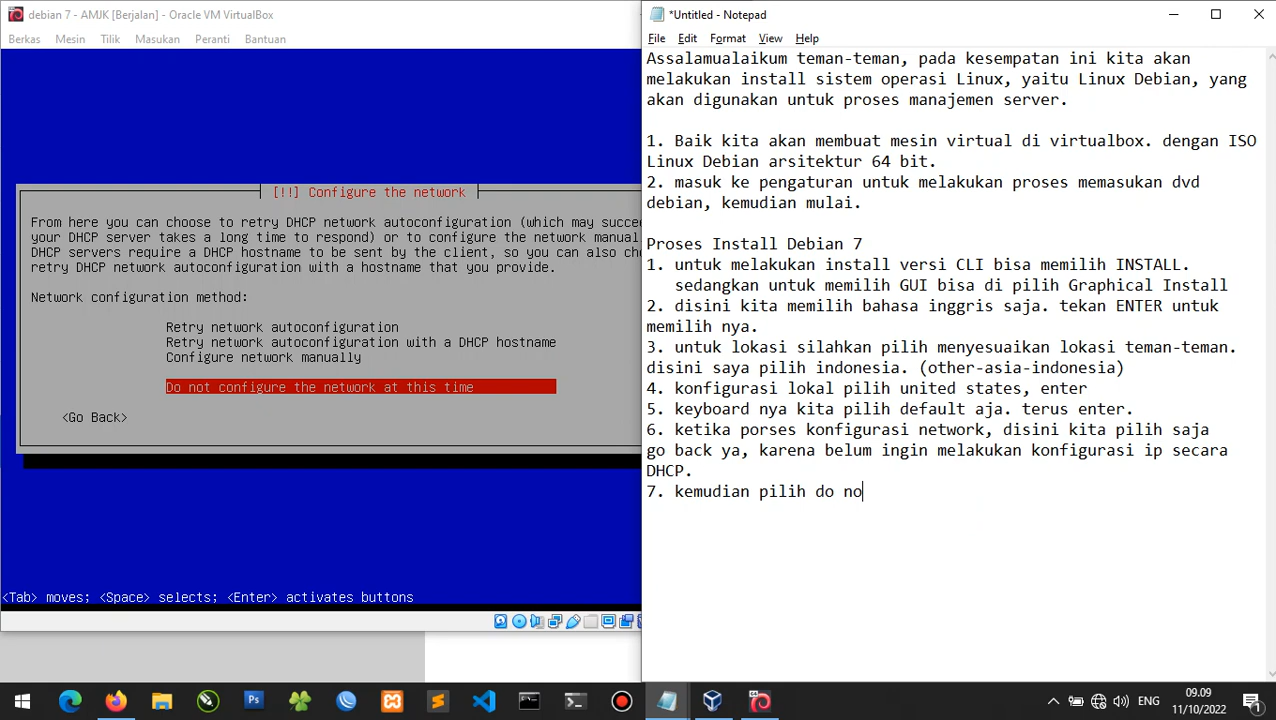 debian 7 - AMJK [Berjalan] - Oracle VM VirtualBox
Berkas Mesin Tilik Masukan Peranti Bantuan
[!!] Configure the network
From here you can choose to retry DHCP network autoconfiguration (which may succe
your DHCP server takes a long time to respond) or to configure the network manual
DHCP servers require a DHCP hostname to be sent by the client, so you can also ch
retry DHCP network autoconfiguration with a hostname that you provide.
Network configuration method:
Retry network autoconfiguration
Retry network autoconfiguration with a DHCP hostname
Configure network manually
Do not configure the network at this time
<Go Back>
<Tab> moves; <Space> selects; <Enter> activates buttons
*Untitled - Notepad
File Edit Format View Help
Assalamualaikum teman-teman, pada kesempatan ini kita akan
melakukan install sistem operasi Linux, yaitu Linux Debian, yang
akan digunakan untuk proses manajemen server.
1. Baik kita akan membuat mesin virtual di virtualbox. dengan ISO
Linux Debian arsitektur 64 bit.
2. masuk ke pengaturan untuk melakukan proses memasukan dvd
debian, kemudian mulai.
Proses Install Debian 7
1. untuk melakukan install versi CLI bisa memilih INSTALL.
sedangkan untuk memilih GUI bisa di pilih Graphical Install
2. disini kita memilih bahasa inggris saja. tekan ENTER untuk
memilih nya.
3. untuk lokasi silahkan pilih menyesuaikan lokasi teman-teman.
disini saya pilih indonesia. (other-asia-indonesia)
4. konfigurasi lokal pilih united states, enter
5. keyboard nya kita pilih default aja. terus enter.
6. ketika porses konfigurasi network, disini kita pilih saja
go back ya, karena belum ingin melakukan konfigurasi ip secara
DHCP.
7. kemudian pilih do no
Ps
ENG
09.09
11/10/2022
1